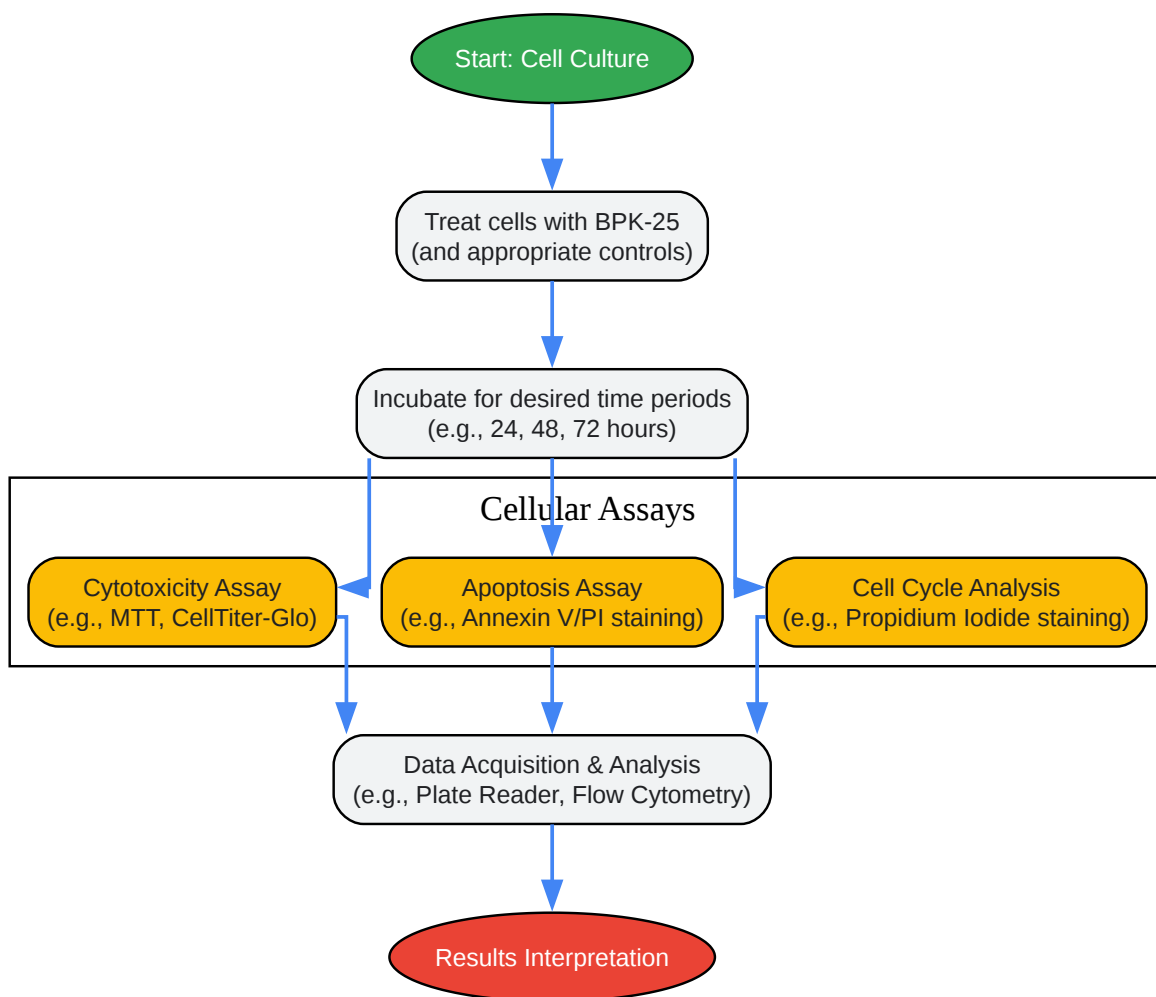 Start: Cell Culture
Treat cells with BPK-25
(and appropriate controls)
Incubate for desired time periods
(e.g., 24, 48, 72 hours)
Cellular Assays
Cytotoxicity Assay
(e.g., MTT, CellTiter-Glo)
Apoptosis Assay
(e.g., Annexin V/PI staining)
Cell Cycle Analysis
(e.g., Propidium Iodide staining)
Data Acquisition & Analysis
(e.g., Plate Reader, Flow Cytometry)
Results Interpretation